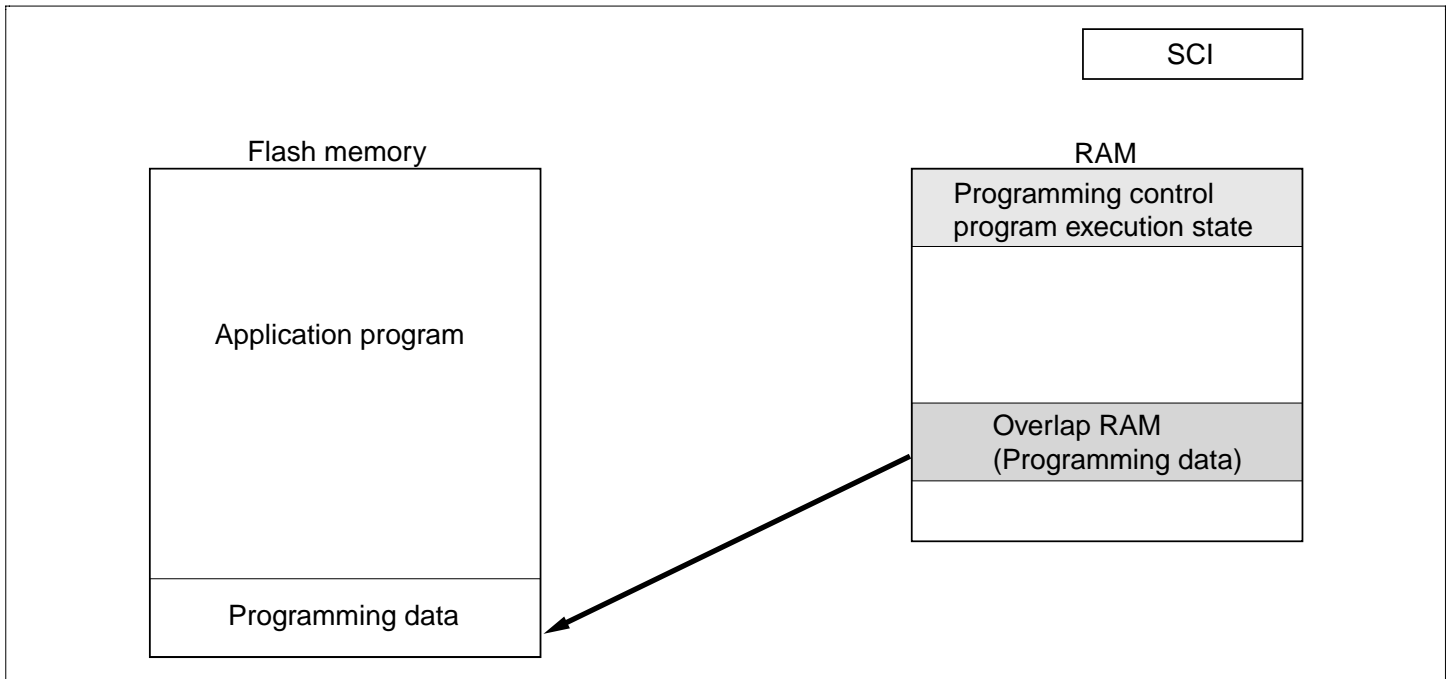 SCI
Flash memory
RAM
Programming control
program execution state
Application program
Overlap RAM
(Programming data)
Programming data